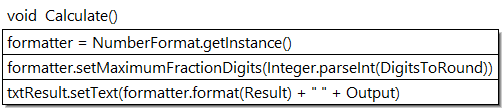 void  Calculate()
formatter = NumberFormat.getInstance()
formatter.setMaximumFractionDigits(Integer.parseInt(DigitsToRound))
txtResult.setText(formatter.format(Result) + " " + Output)